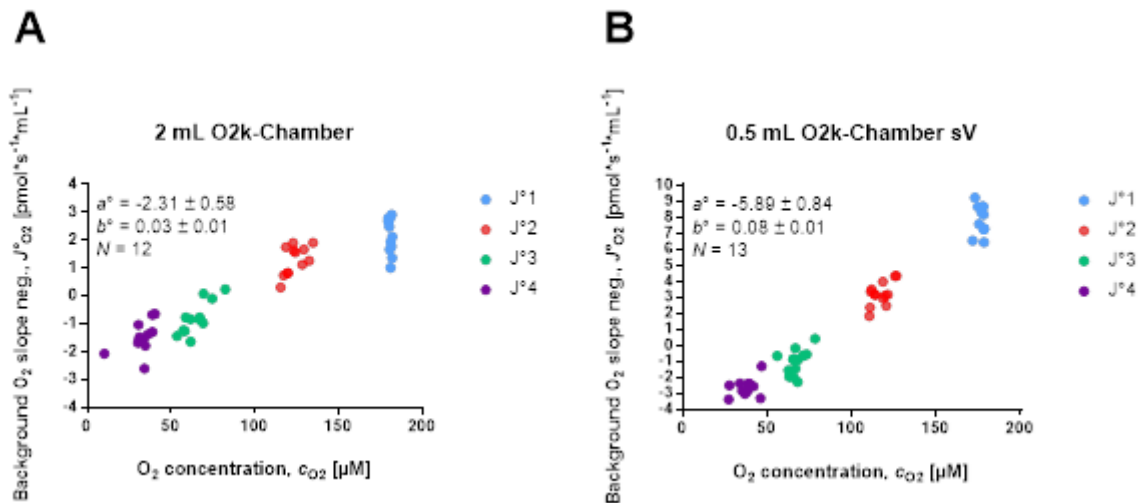 A
2 mL O2k-Chamber
Background O₂ slope neg., J°O₂ [pmol*s⁻¹*mL⁻¹]
4
3
2
1
0
-1
-2
-3
-4
a° = -2.31 ± 0.58
b° = 0.03 ± 0.01
N = 12
J°1
J°2
J°3
J°4
0 50 100 150 200
O₂ concentration, cO₂ [µM]
B
0.5 mL O2k-Chamber sV
Background O₂ slope neg., J°O₂ [pmol*s⁻¹*mL⁻¹]
10
9
8
7
6
5
4
3
2
1
0
-1
-2
-3
-4
a° = -5.89 ± 0.84
b° = 0.08 ± 0.01
N = 13
J°1
J°2
J°3
J°4
0 50 100 150 200
O₂ concentration, cO₂ [µM]